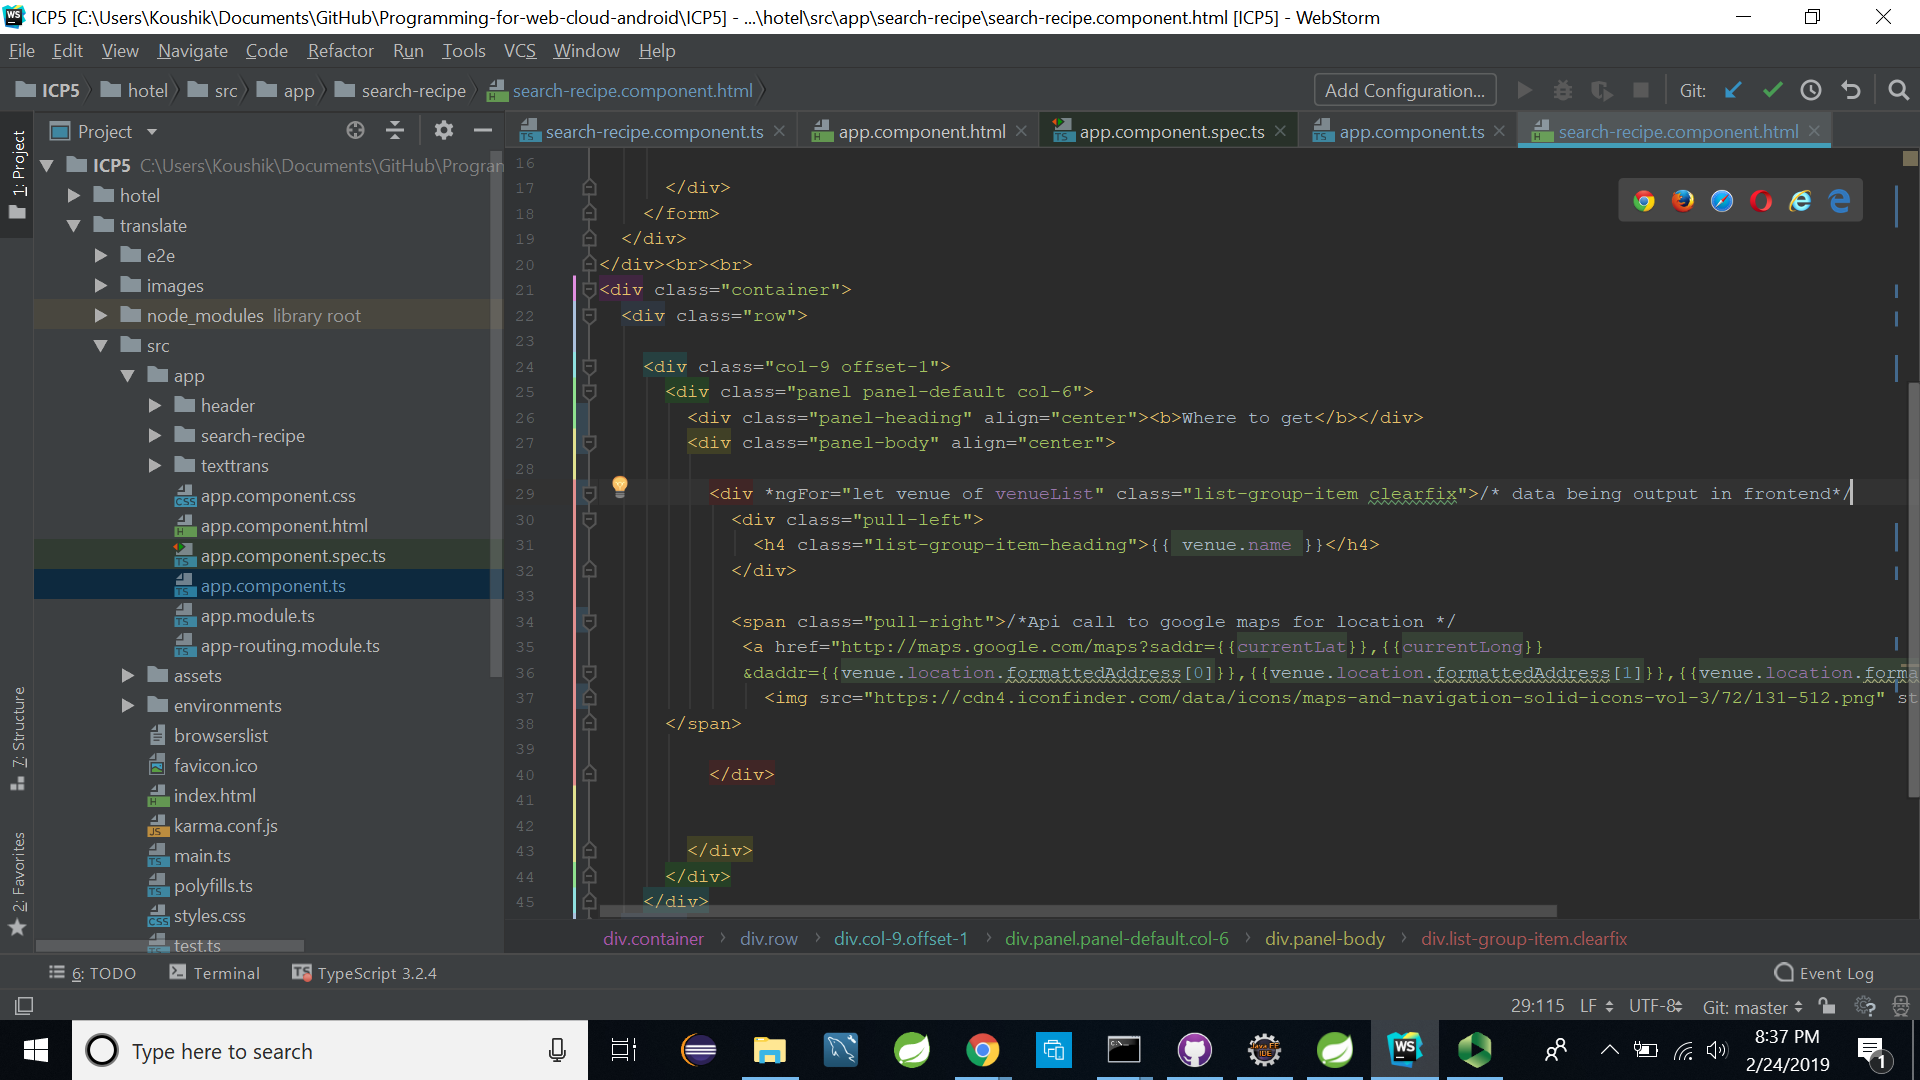 ICP5 [C:\Users\Koushik\Documents\GitHub\Programming-for-web-cloud-android\ICP5] - ...\hotel\src\app\search-recipe\search-recipe.component.html [ICP5] - WebStorm
File Edit View Navigate Code Refactor Run Tools VCS Window Help
ICP5 hotel src app search-recipe search-recipe.component.html Add Configuration... Git:
1: Project
7: Structure
2: Favorites
Project
ICP5 C:\Users\Koushik\Documents\GitHub\Progran
hotel
translate
e2e
images
node_modules library root
src
app
header
search-recipe
texttrans
app.component.css
app.component.html
app.component.spec.ts
app.component.ts
app.module.ts
app-routing.module.ts
assets
environments
browserslist
favicon.ico
index.html
karma.conf.js
main.ts
polyfills.ts
styles.css
test.ts
search-recipe.component.ts app.component.html app.component.spec.ts app.component.ts search-recipe.component.html
16
17 </div>
18 </form>
19 </div>
20 </div><br><br>
21 <div class="container">
22 <div class="row">
23
24 <div class="col-9 offset-1">
25 <div class="panel panel-default col-6">
26 <div class="panel-heading" align="center"><b>Where to get</b></div>
27 <div class="panel-body" align="center">
28
29 <div *ngFor="let venue of venueList" class="list-group-item clearfix">/* data being output in frontend*/
30 <div class="pull-left">
31 <h4 class="list-group-item-heading">{{ venue.name }}</h4>
32 </div>
33
34 <span class="pull-right">/*Api call to google maps for location */
35 <a href="http://maps.google.com/maps?saddr={{currentLat}},{{currentLong}}
36 &daddr={{venue.location.formattedAddress[0]}},{{venue.location.formattedAddress[1]}},{{venue.location.forma
37 <img src="https://cdn4.iconfinder.com/data/icons/maps-and-navigation-solid-icons-vol-3/72/131-512.png" st
38 </span>
39
40 </div>
41
42
43 </div>
44 </div>
45 </div>
div.container div.row div.col-9.offset-1 div.panel.panel-default.col-6 div.panel-body div.list-group-item.clearfix
6: TODO Terminal TypeScript 3.2.4 Event Log
29:115 LF UTF-8 Git: master
Type here to search
8:37 PM
2/24/2019
1